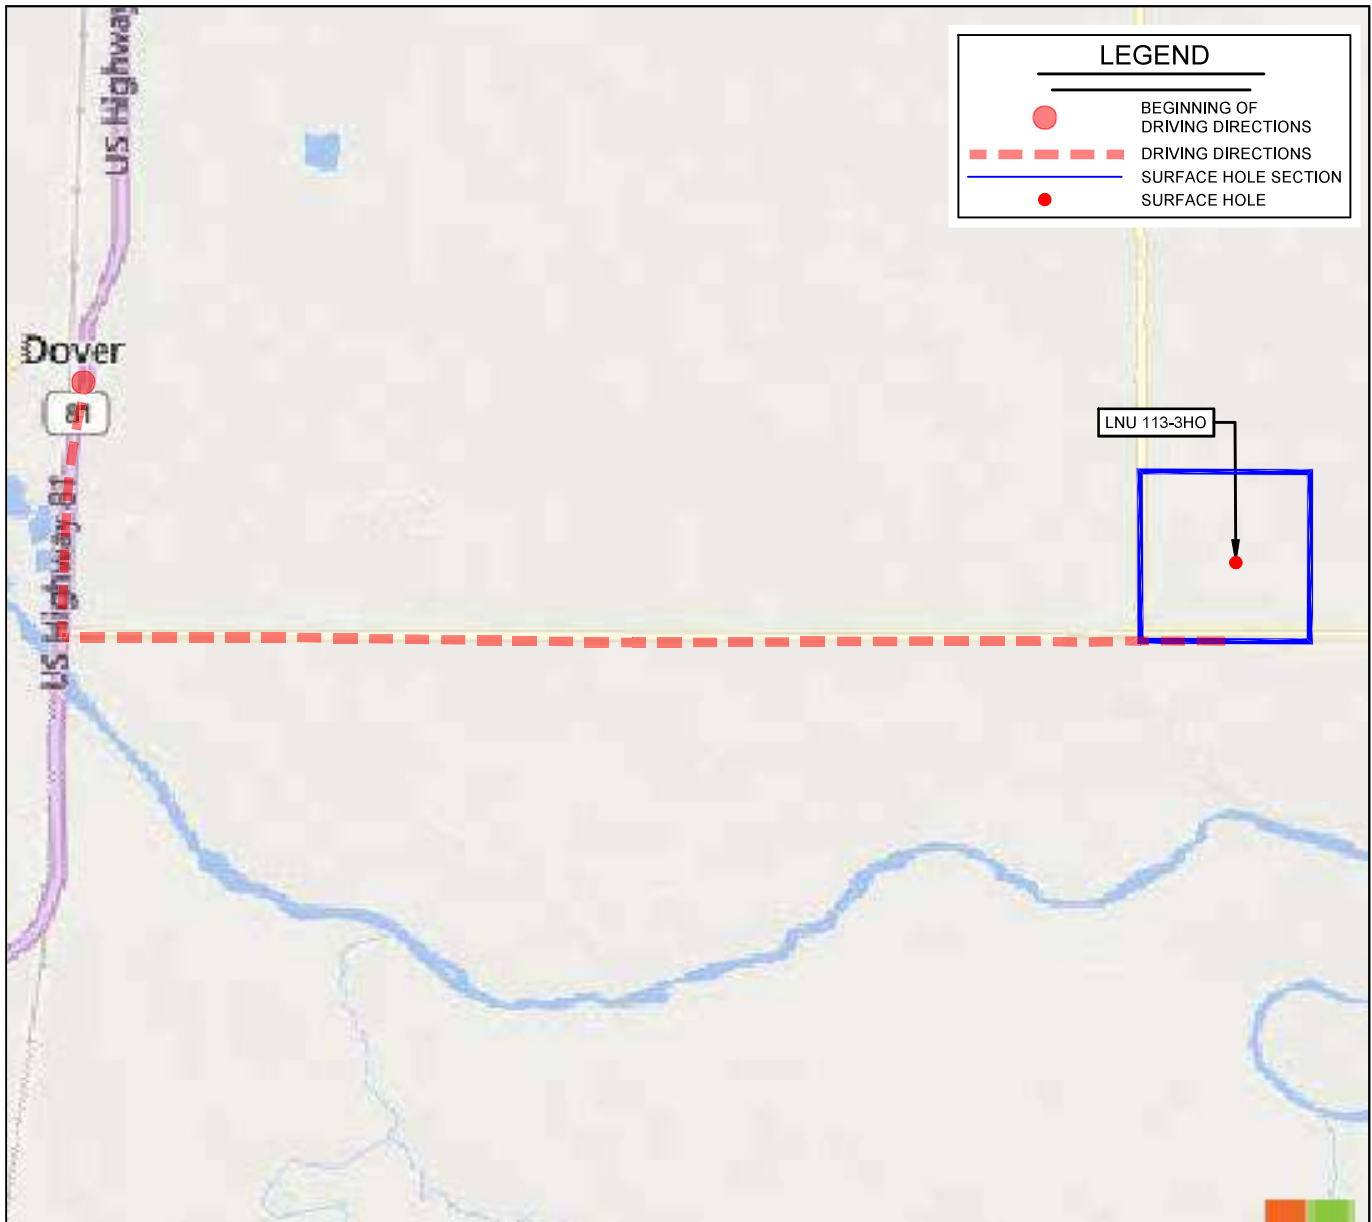 US Highway
LEGEND
BEGINNING OF
DRIVING DIRECTIONS
DRIVING DIRECTIONS
SURFACE HOLE SECTION
SURFACE HOLE
Dover
81
LNU 113-3HO
US Highway 81